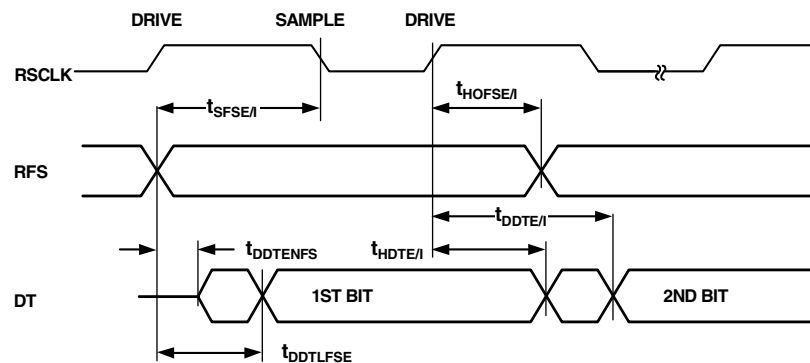 DRIVE SAMPLE DRIVE
RSCLK
tSFSE/I tHOFSE/I
RFS
tDDTE/I
tDDTENFS tHDTE/I
DT 1ST BIT 2ND BIT
tDDTLFSE